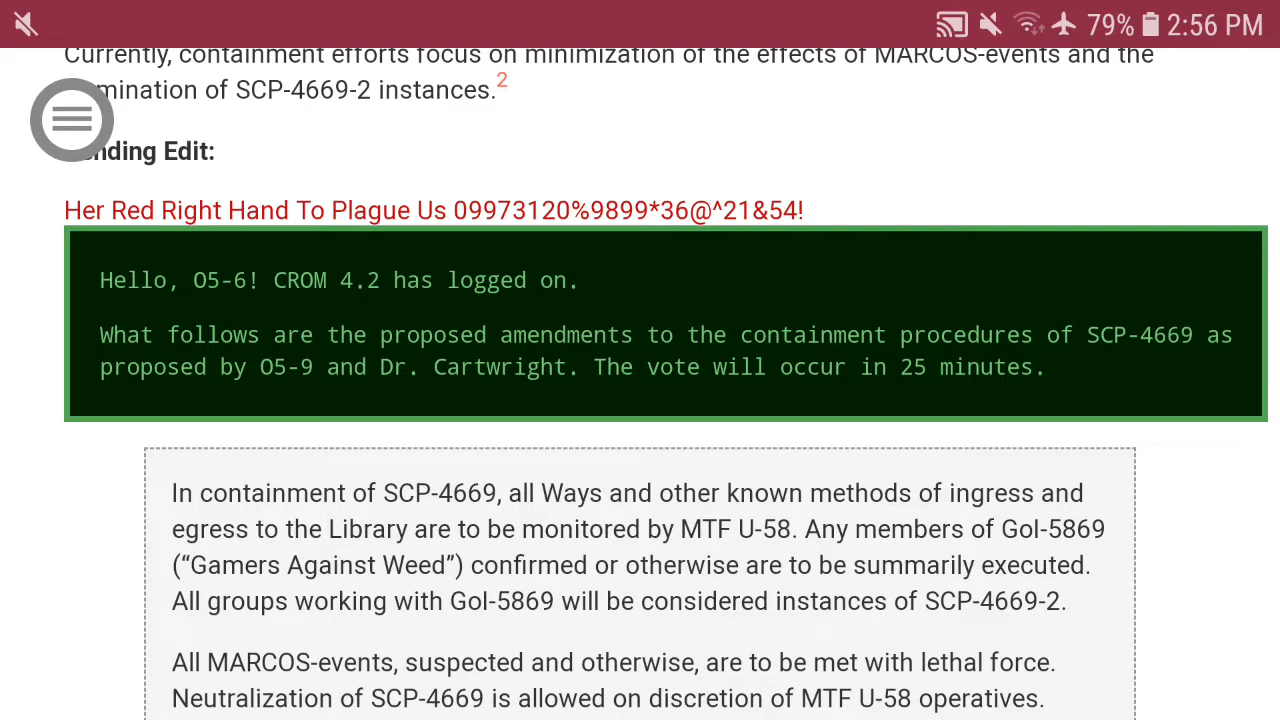 79% 2:56 PM
Currently, containment efforts focus on minimization of the effects of MARCOS-events and the
mination of SCP-4669-2 instances.2
nding Edit:
Her Red Right Hand To Plague Us 09973120%9899*36@^21&54!
Hello, O5-6! CROM 4.2 has logged on.
What follows are the proposed amendments to the containment procedures of SCP-4669 as
proposed by O5-9 and Dr. Cartwright. The vote will occur in 25 minutes.
In containment of SCP-4669, all Ways and other known methods of ingress and
egress to the Library are to be monitored by MTF U-58. Any members of GoI-5869
(“Gamers Against Weed”) confirmed or otherwise are to be summarily executed.
All groups working with GoI-5869 will be considered instances of SCP-4669-2.
All MARCOS-events, suspected and otherwise, are to be met with lethal force.
Neutralization of SCP-4669 is allowed on discretion of MTF U-58 operatives.